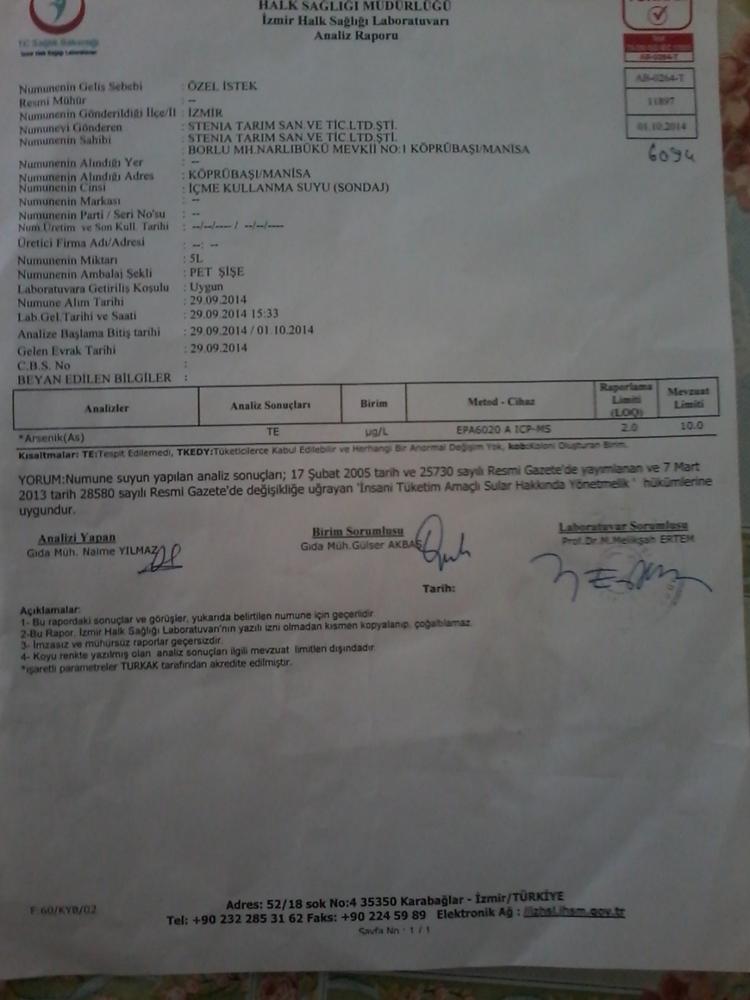 HALK SAĞLIĞI MÜDÜRLÜĞÜ
İzmir Halk Sağlığı Laboratuvarı
Analiz Raporu
T.C. Sağlık Bakanlığı
İzmir Halk Sağlığı Laboratuvarı
AB-0264-T
AB-0264-T
11897
01.10.2014
6094
Numunenin Geliş Sebebi : ÖZEL İSTEK
Resmi Mühür : --
Numunenin Gönderildiği İlçe/İl : İZMİR
Numuneyi Gönderen : STENIA TARIM SAN.VE TİC.LTD.ŞTİ.
Numunenin Sahibi : STENIA TARIM SAN.VE TİC.LTD.ŞTİ.
: BORLU MH.NARLIBÜKÜ MEVKİİ NO:1 KÖPRÜBAŞI/MANİSA
Numunenin Alındığı Yer : --
Numunenin Alındığı Adres : KÖPRÜBAŞI/MANİSA
Numunenin Cinsi : İÇME KULLANMA SUYU (SONDAJ)
Numunenin Markası : --
Numunenin Parti / Seri No'su : --
Num.Üretim ve Son Kull. Tarihi : --/--/---- / --/--/----
Üretici Firma Adı/Adresi : --: --
Numunenin Miktarı : 5L
Numunenin Ambalaj Şekli : PET ŞİŞE
Laboratuvara Getiriliş Koşulu : Uygun
Numune Alım Tarihi : 29.09.2014
Lab.Gel.Tarihi ve Saati : 29.09.2014 15:33
Analize Başlama Bitiş tarihi : 29.09.2014 / 01.10.2014
Gelen Evrak Tarihi : 29.09.2014
C.B.S. No :
BEYAN EDİLEN BİLGİLER :
Analizler Analiz Sonuçları Birim Metod - Cihaz Raporlama Limiti (LOQ) Mevzuat Limiti
*Arsenik(As) TE µg/L EPA6020 A ICP-MS 2.0 10.0
Kısaltmalar: TE:Tespit Edilemedi, TKEDY:Tüketicilerce Kabul Edilebilir ve Herhangi Bir Anormal Değişim Yok, kob:Koloni Oluşturan Birim.
YORUM:Numune suyun yapılan analiz sonuçları; 17 Şubat 2005 tarih ve 25730 sayılı Resmi Gazete'de yayımlanan ve 7 Mart
2013 tarih 28580 sayılı Resmi Gazete'de değişikliğe uğrayan 'İnsani Tüketim Amaçlı Sular Hakkında Yönetmelik ' hükümlerine
uygundur.
Analizi Yapan
Gıda Müh. Naime YILMAZ
Birim Sorumlusu
Gıda Müh.Gülser AKBAŞ
Laboratuvar Sorumlusu
Prof.Dr.M.Melikşah ERTEM
Tarih:
Açıklamalar:
1- Bu rapordaki sonuçlar ve görüşler, yukarıda belirtilen numune için geçerlidir.
2-Bu Rapor, İzmir Halk Sağlığı Laboratuvarı'nın yazılı izni olmadan kısmen kopyalanıp, çoğaltılamaz.
3- İmzasız ve mühürsüz raporlar geçersizdir.
4- Koyu renkte yazılmış olan analiz sonuçları ilgili mevzuat limitleri dışındadır.
*işaretli parametreler TURKAK tarafından akredite edilmiştir.
F 60/KYB/02
Adres: 52/18 sok No:4 35350 Karabağlar - İzmir/TÜRKİYE
Tel: +90 232 285 31 62 Faks: +90 224 59 89 Elektronik Ağ :
Sayfa No : 1 / 1